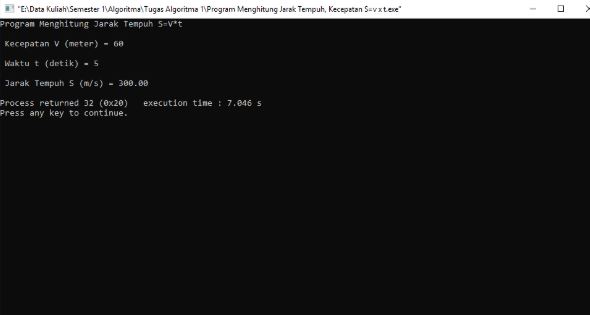 "E:\Data Kuliah\Semester 1\Algoritma\Tugas Algoritma 1\Program Menghitung Jarak Tempuh, Kecepatan S=v x t.exe"
Program Menghitung Jarak Tempuh S=V*t
Kecepatan V (meter) = 60
Waktu t (detik) = 5
Jarak Tempuh S (m/s) = 300.00
Process returned 32 (0x20)   execution time : 7.046 s
Press any key to continue.